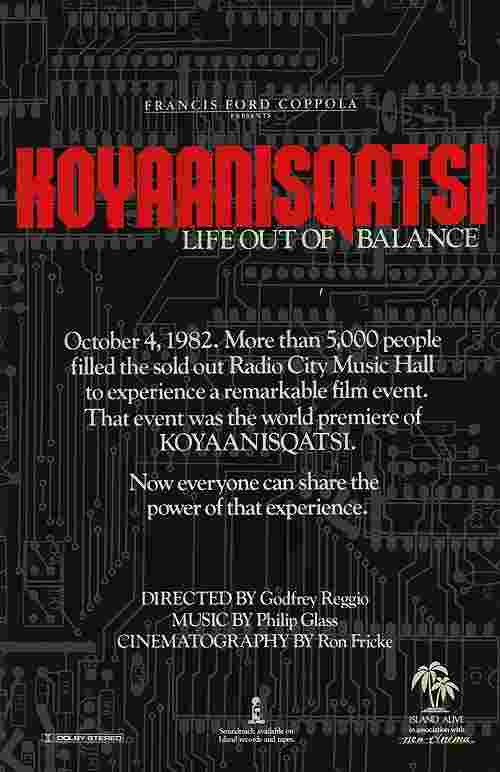 FRANCIS FORD COPPOLA
PRESENTS
KOYAANISQATSI
LIFE OUT OF BALANCE
October 4, 1982. More than 5,000 people
filled the sold out Radio City Music Hall
to experience a remarkable film event.
That event was the world premiere of
KOYAANISQATSI.
Now everyone can share the
power of that experience.
DIRECTED BY Godfrey Reggio
MUSIC BY Philip Glass
CINEMATOGRAPHY BY Ron Fricke
DOLBY STEREO
Soundtrack available on
Island records and tapes.
ISLAND ALIVE
in association with
new cinema